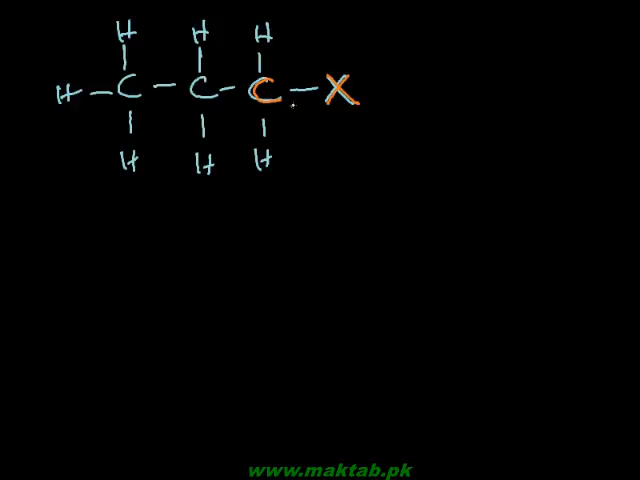 H H H
H – C – C – C – X
H H H
www.maktab.pk